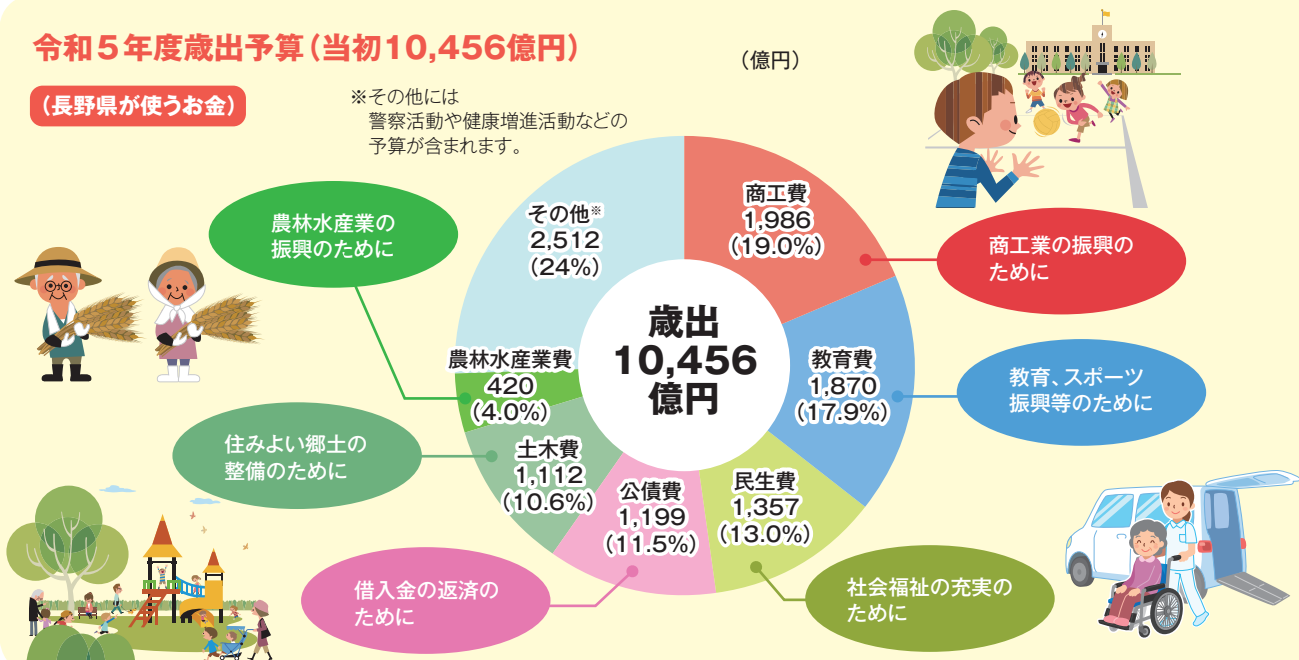 令和5年度歳出予算(当初10,456億円)
(億円)
(長野県が使うお金)
※その他には
警察活動や健康増進活動などの
予算が含まれます。
商工費
1,986
(19.0%)
商工業の振興の
ために
教育費
1,870
(17.9%)
教育、スポーツ
振興等のために
民生費
1,357
(13.0%)
社会福祉の充実の
ために
公債費
1,199
(11.5%)
借入金の返済の
ために
土木費
1,112
(10.6%)
住みよい郷土の
整備のために
農林水産業費
420
(4.0%)
農林水産業の
振興のために
その他※
2,512
(24%)
歳出
10,456
億円